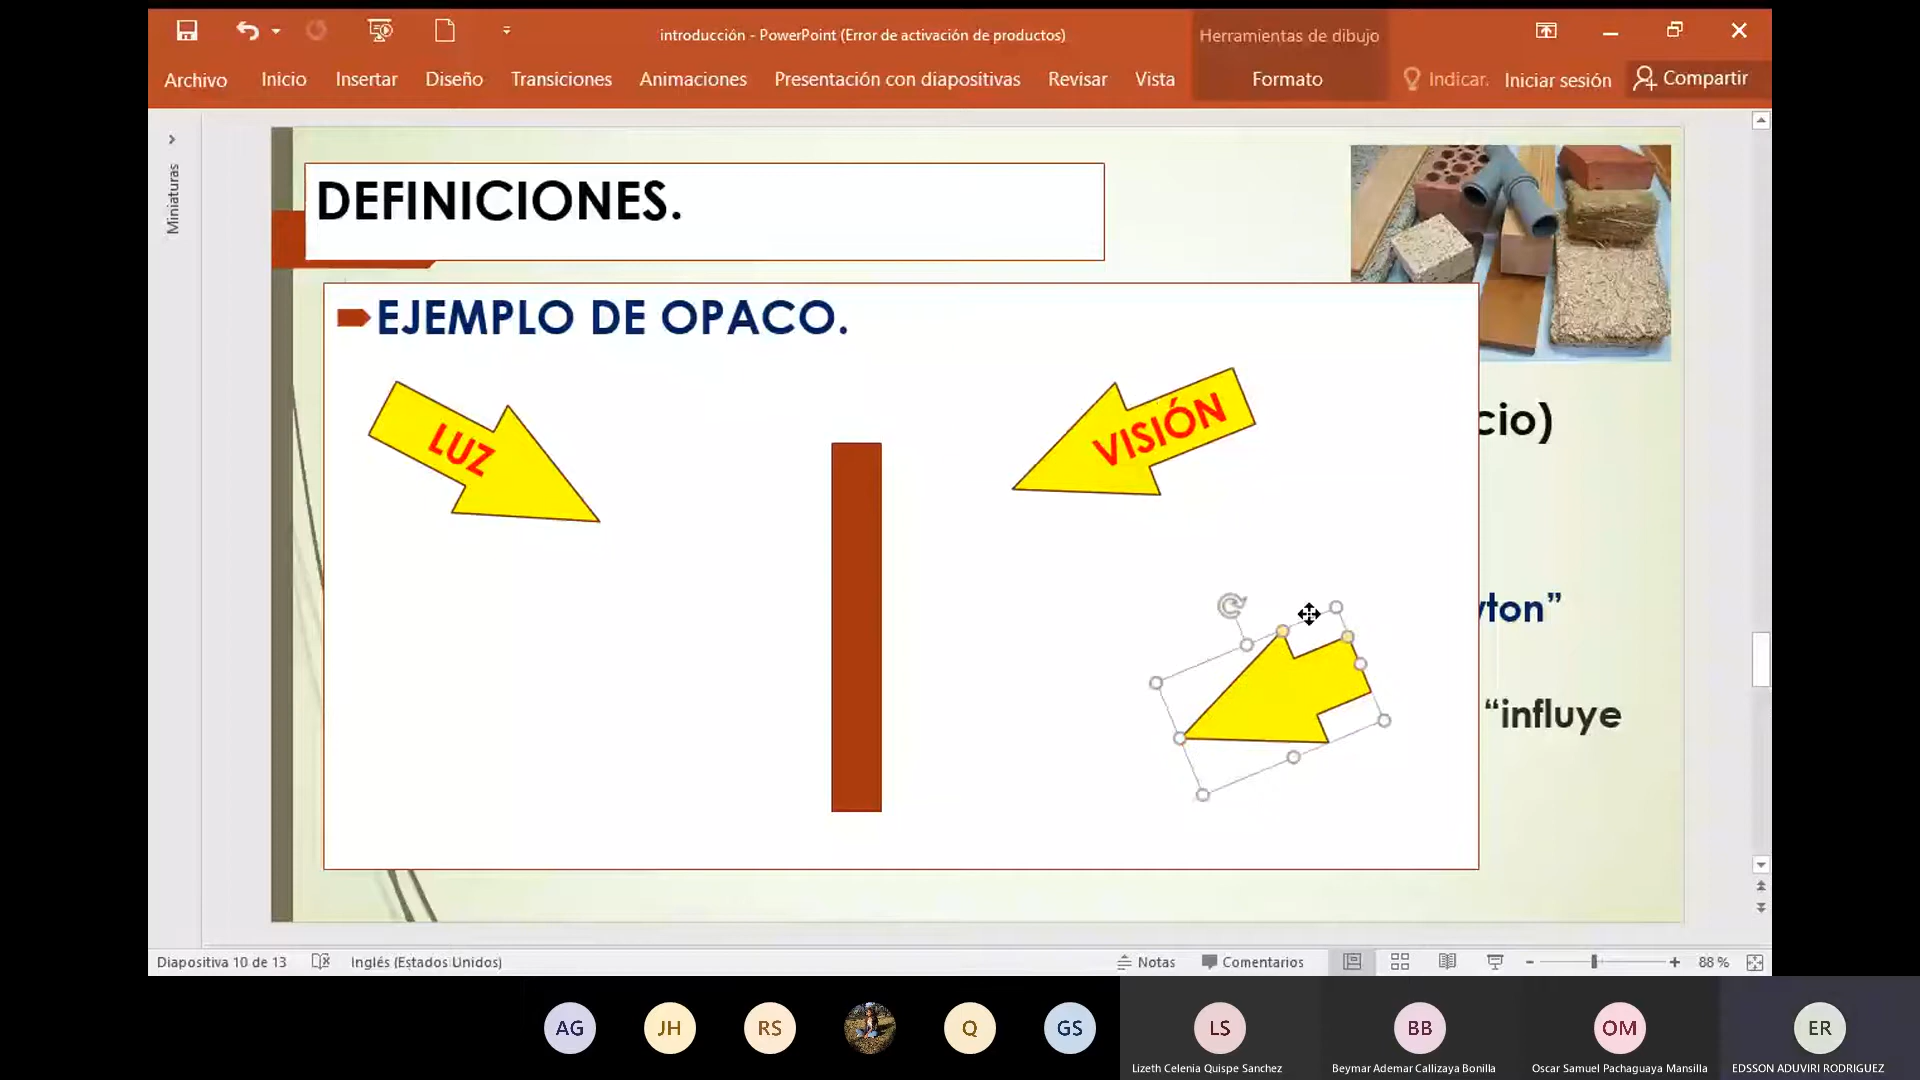 introducción - PowerPoint (Error de activación de productos)
Herramientas de dibujo
Archivo
Inicio
Insertar
Diseño
Transiciones
Animaciones
Presentación con diapositivas
Revisar
Vista
Formato
Indicar.
Iniciar sesión
Compartir
Miniaturas
DEFINICIONES.
EJEMPLO DE OPACO.
LUZ
VISIÓN
cio)
ton”
“influye
Diapositiva 10 de 13
Inglés (Estados Unidos)
Notas
Comentarios
88 %
AG
JH
RS
Q
GS
LS
BB
OM
ER
Lizeth Celenia Quispe Sanchez
Beymar Ademar Callizaya Bonilla
Oscar Samuel Pachaguaya Mansilla
EDSSON ADUVIRI RODRIGUEZ